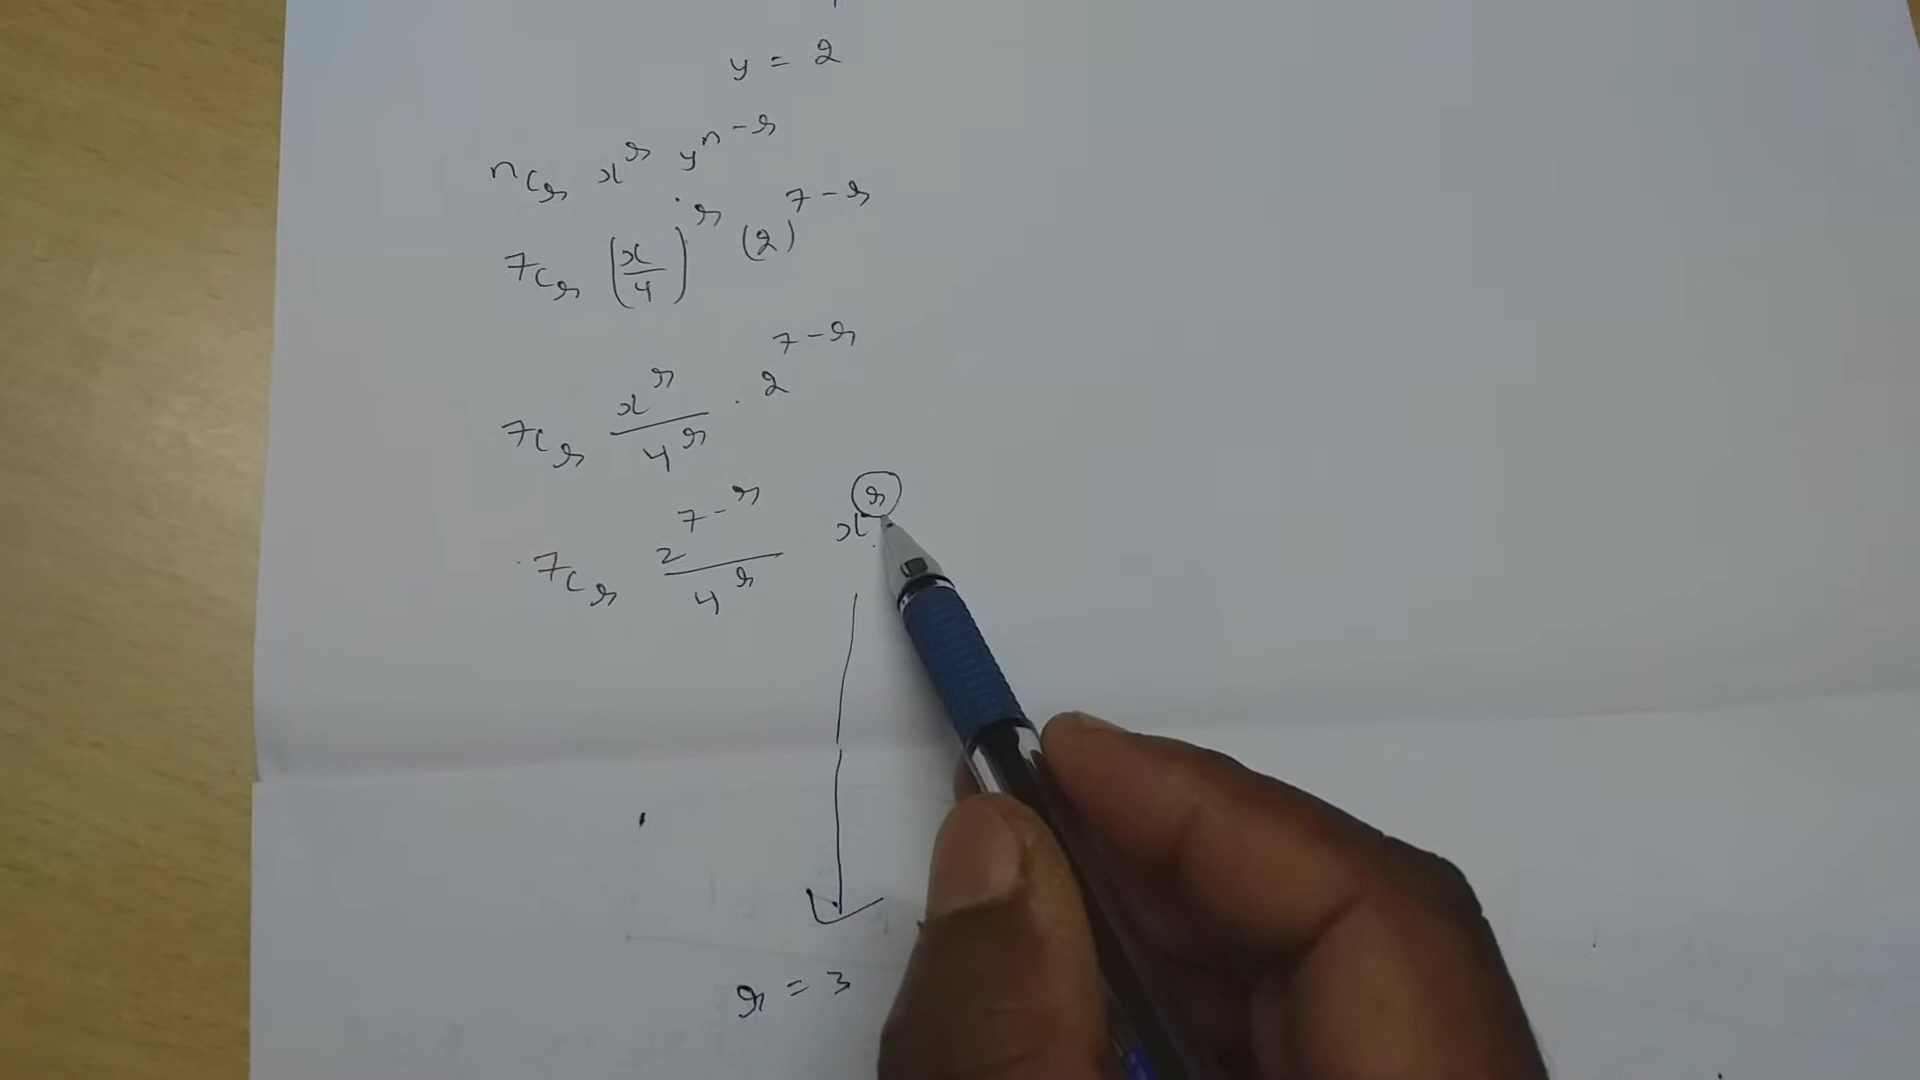 y = 2
nCr x^r y^n-r
7Cr (x/4)^r (2)^7-r
7Cr x^r/4^r . 2^7-r
7Cr 2^7-r/4^r x^r
r = 3